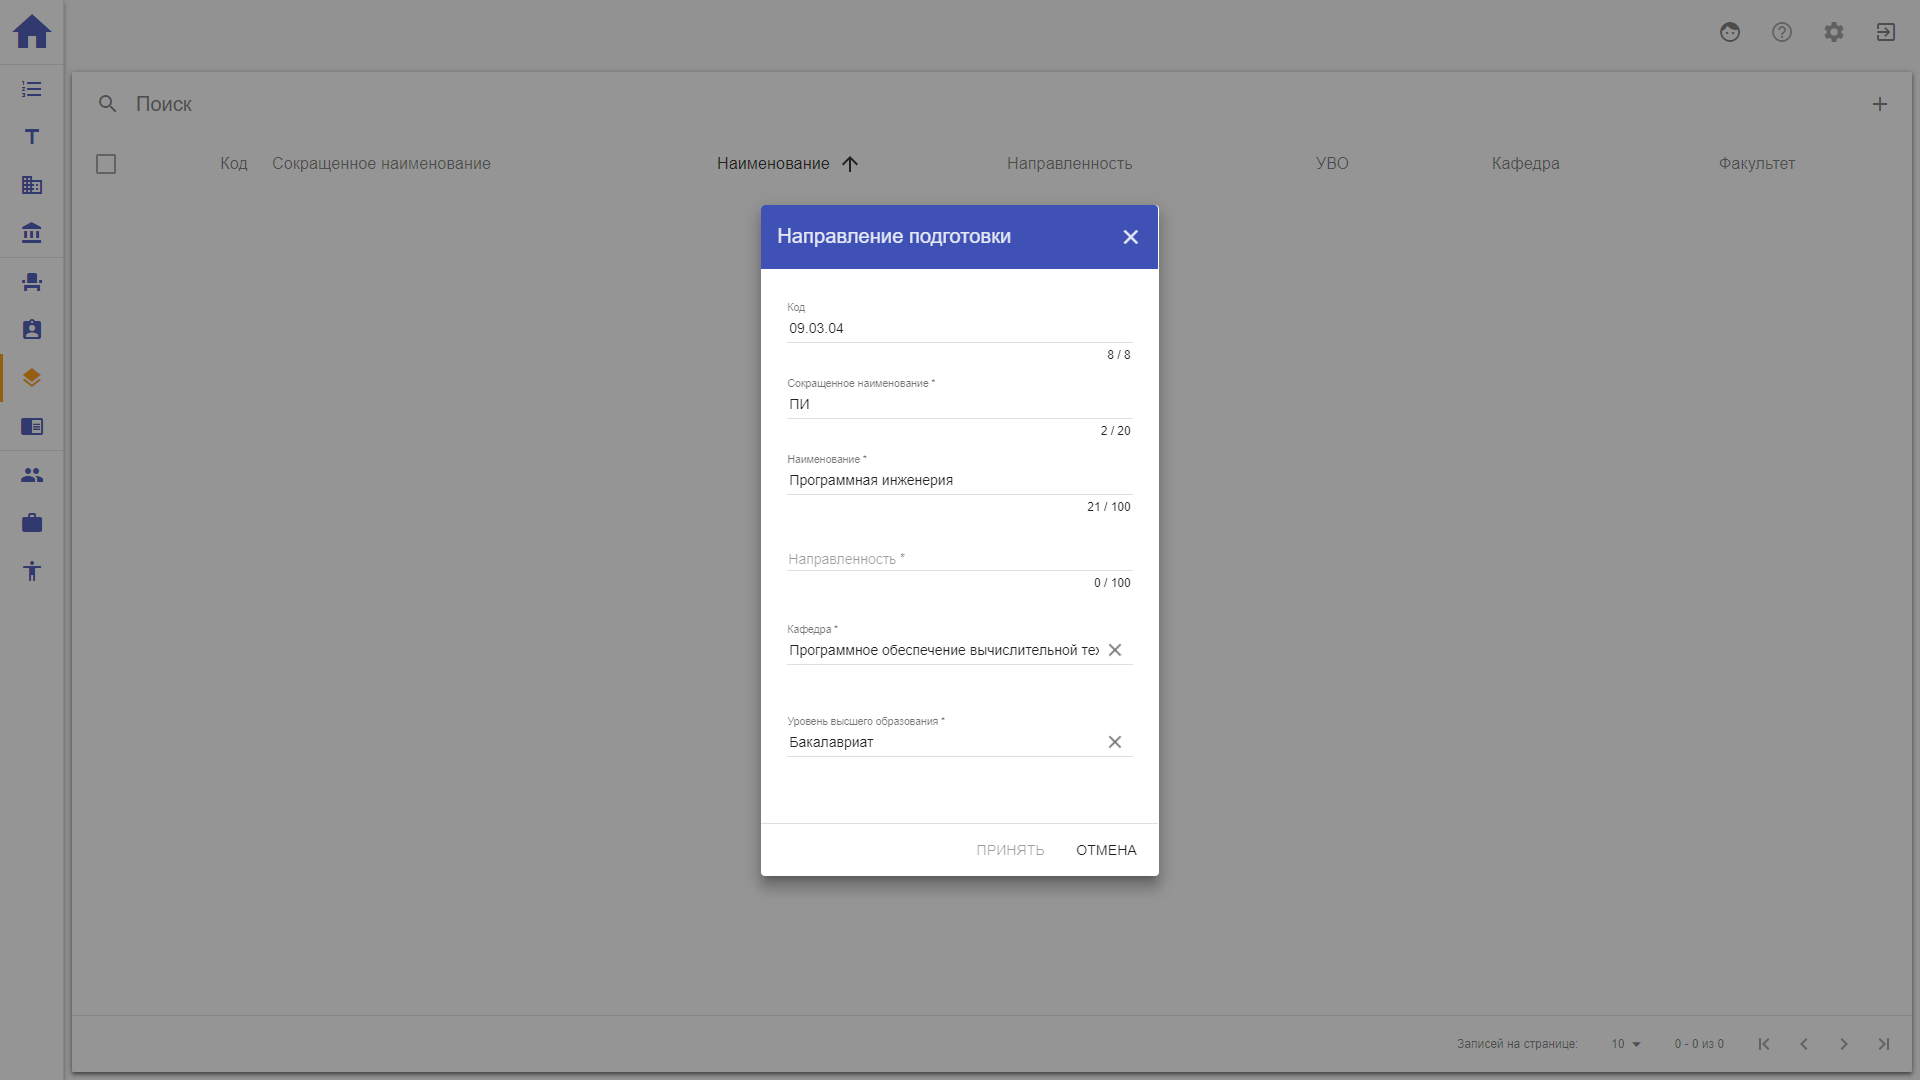 Поиск
Код Сокращенное наименование Наименование Направленность УВО Кафедра Факультет
Направление подготовки
Код
09.03.04
8 / 8
Сокращенное наименование *
ПИ
2 / 20
Наименование *
Программная инженерия
21 / 100
Направленность *
0 / 100
Кафедра *
Программное обеспечение вычислительной тех
Уровень высшего образования *
Бакалавриат
ПРИНЯТЬ ОТМЕНА
Записей на странице: 10 0 - 0 из 0